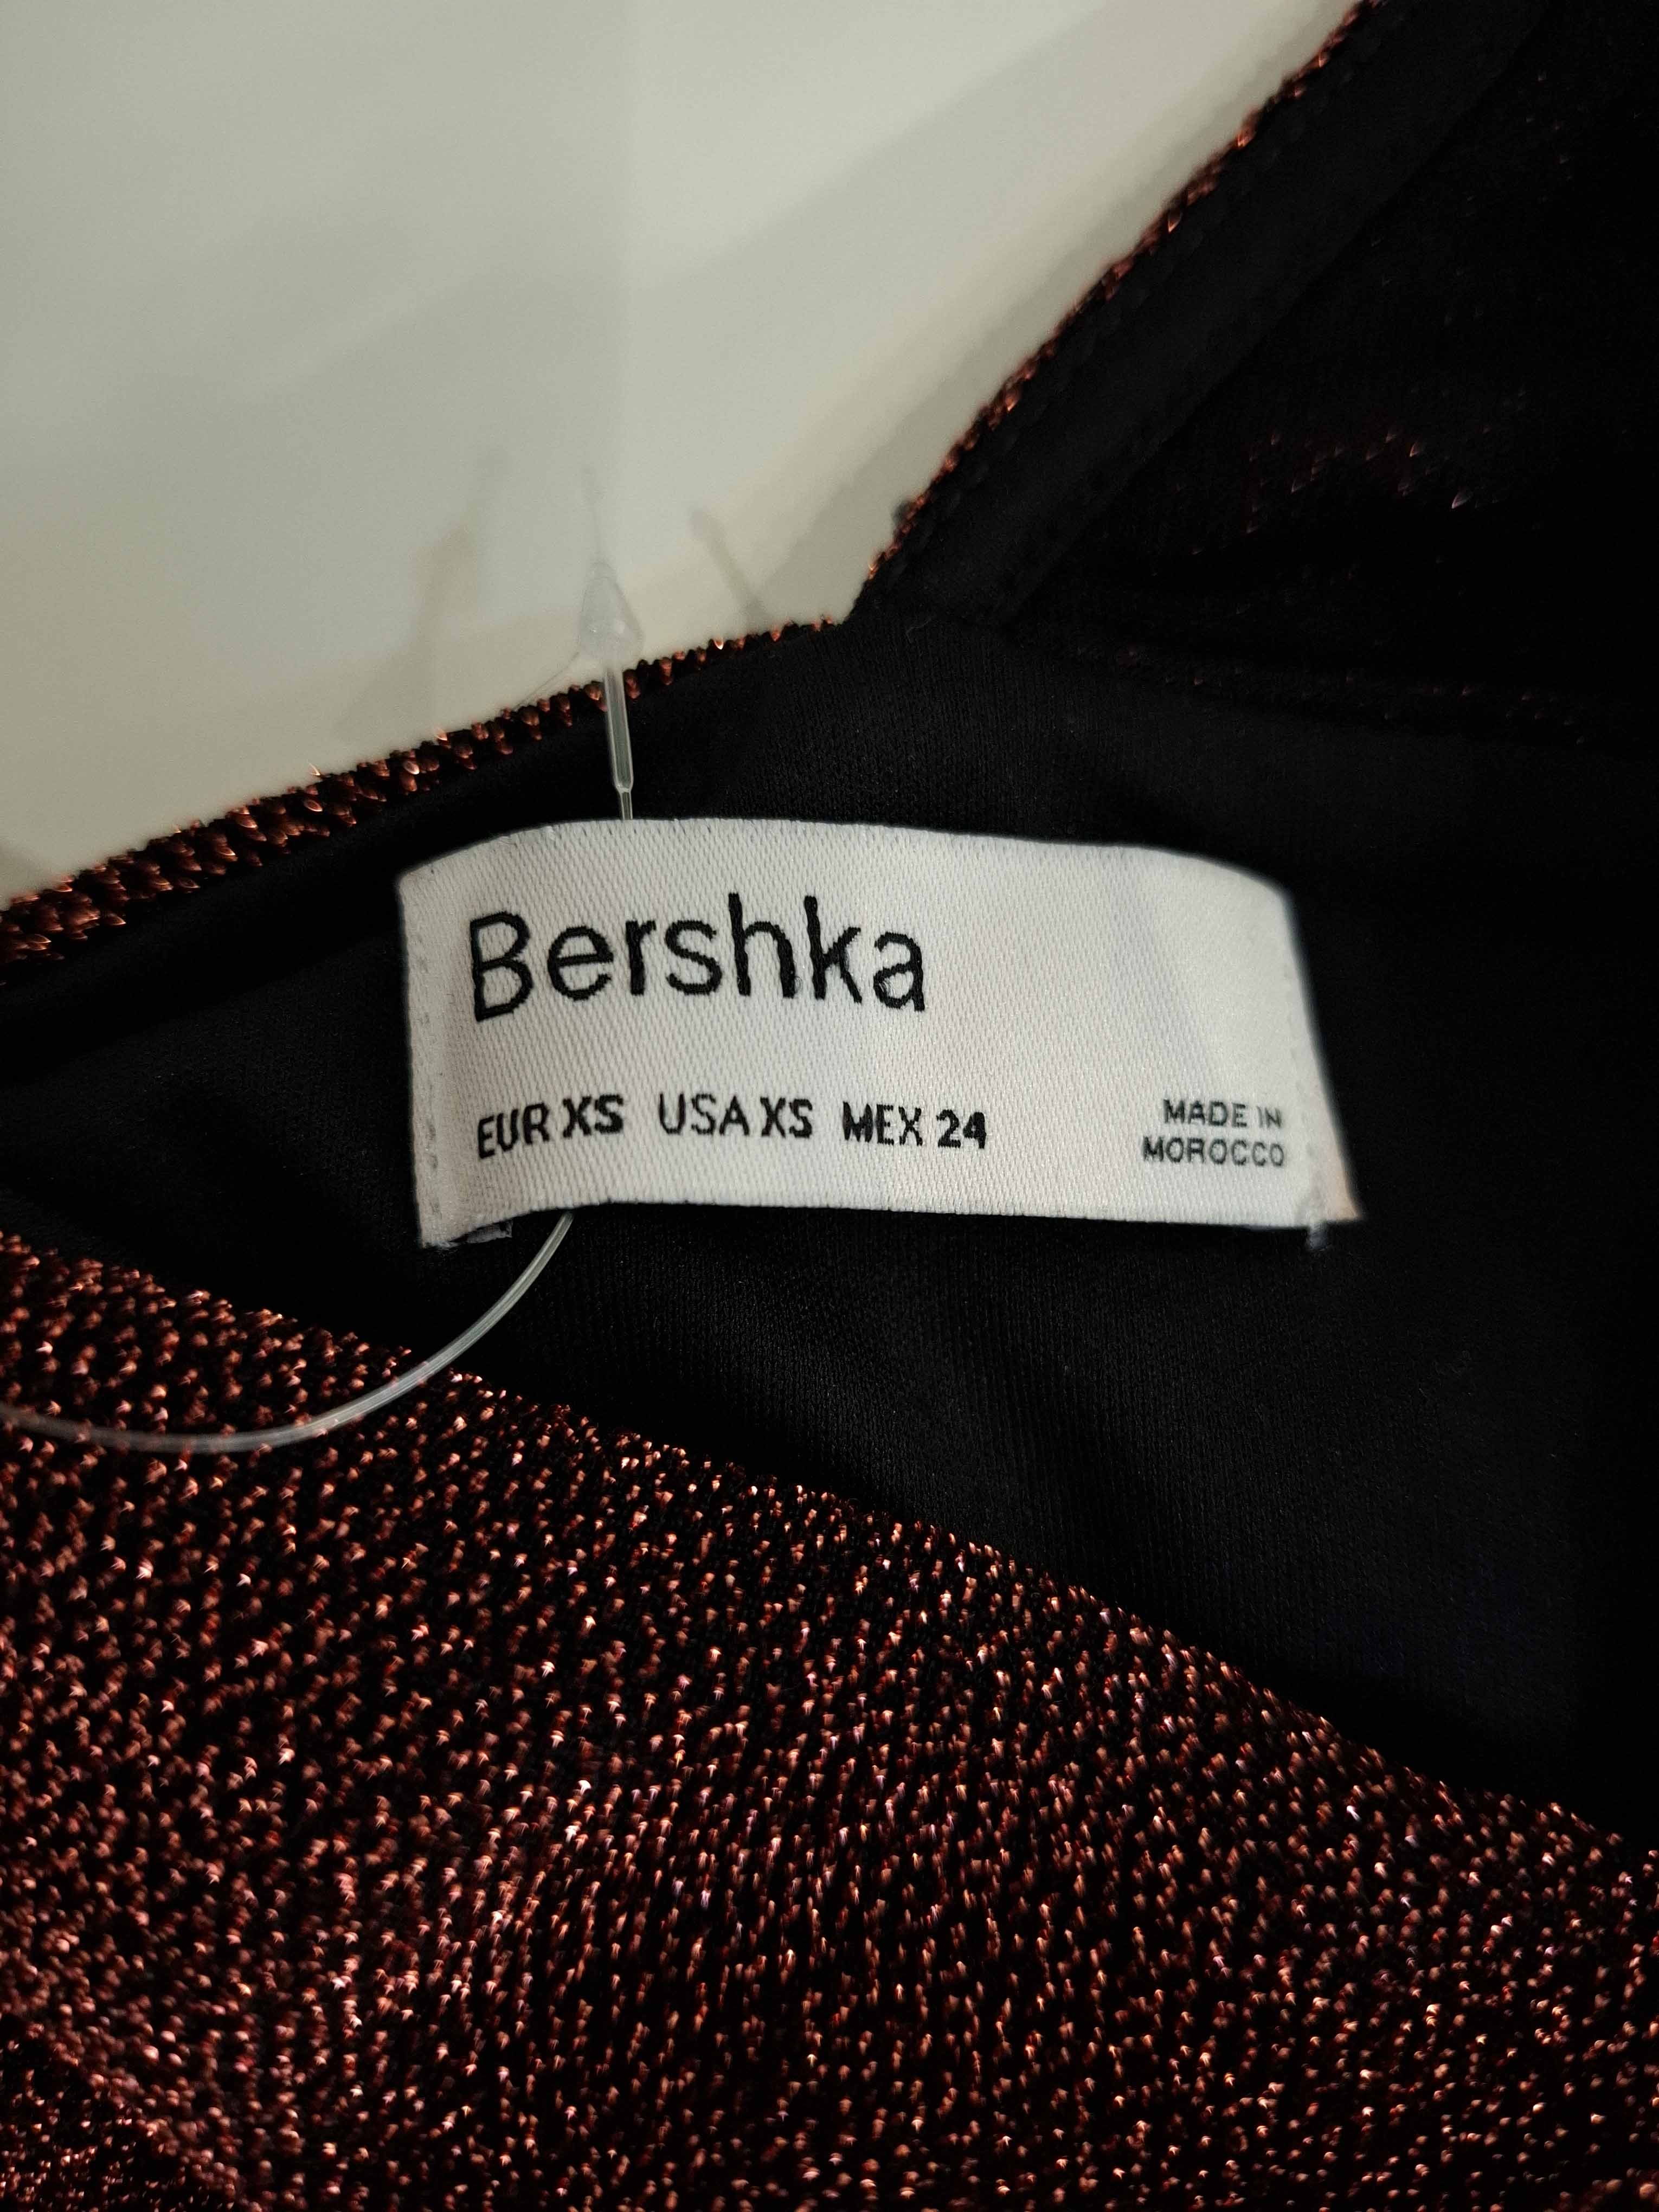 Bershka
EUR XS USA XS MEX 24
MADE IN
MOROCCO